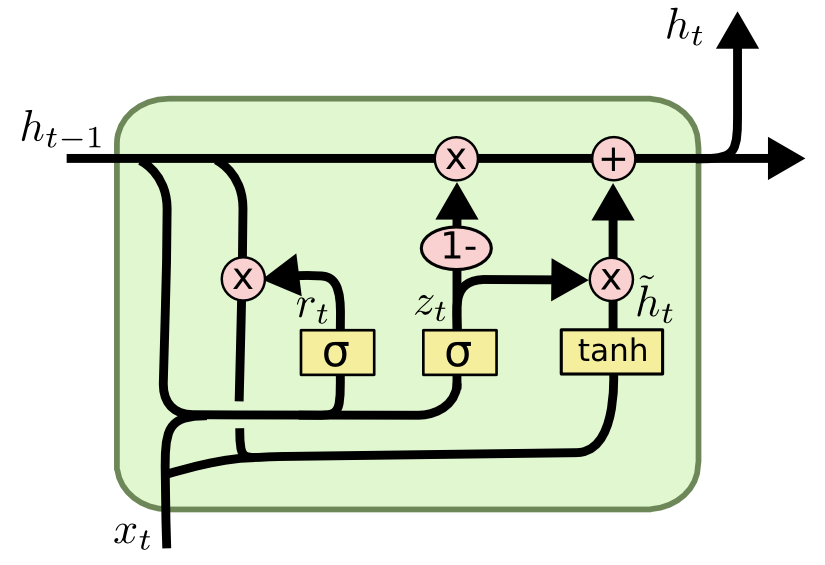 h_t
h_{t-1}
x
+
1-
x
x
r_t
z_t
h̃_t
σ
σ
tanh
x_t